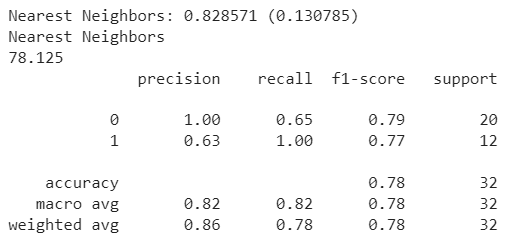 Nearest Neighbors: 0.828571 (0.130785)
Nearest Neighbors
78.125
precision recall f1-score support
0 1.00 0.65 0.79 20
1 0.63 1.00 0.77 12
accuracy 0.78 32
macro avg 0.82 0.82 0.78 32
weighted avg 0.86 0.78 0.78 32